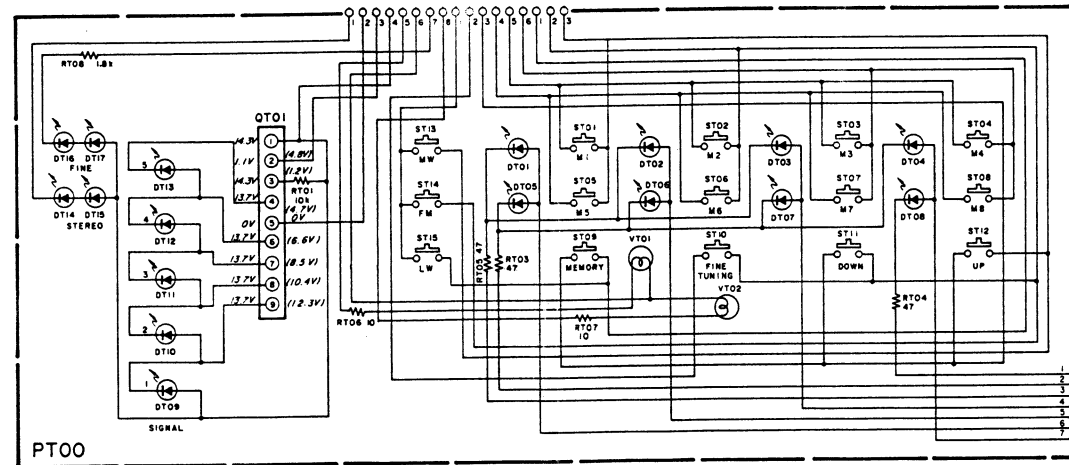 1 2 3 4 5 6 7 8 1 2 3 4 5 6 1 2 3
RT08 1.8k
QT01
DT16 DT17
FINE
DT14 DT15
STEREO
5
DT13
4
DT12
3
DT11
2
DT10
1
DT09
SIGNAL
14.3V 1
1.1V 2 (4.8V)
14.3V 3 (1.2V)
RT01
10k
13.7V 4 (4.7V)
0V 5 0V
13.7V 6 (6.6V)
13.7V 7 (8.5V)
13.7V 8 (10.4V)
13.7V 9 (12.3V)
RT06 10
ST13
MW
ST14
FM
ST15
LW
DT01
DT05
RT05 47
RT03
47
ST01
M1
ST05
M5
ST09
MEMORY
RT07
10
DT02
DT06
VT01
ST02
M2
ST06
M6
ST10
FINE
TUNING
VT02
DT03
DT07
ST03
M3
ST07
M7
ST11
DOWN
DT04
DT08
RT04
47
ST04
M4
ST08
M8
ST12
UP
1
2
3
4
5
6
7
PT00